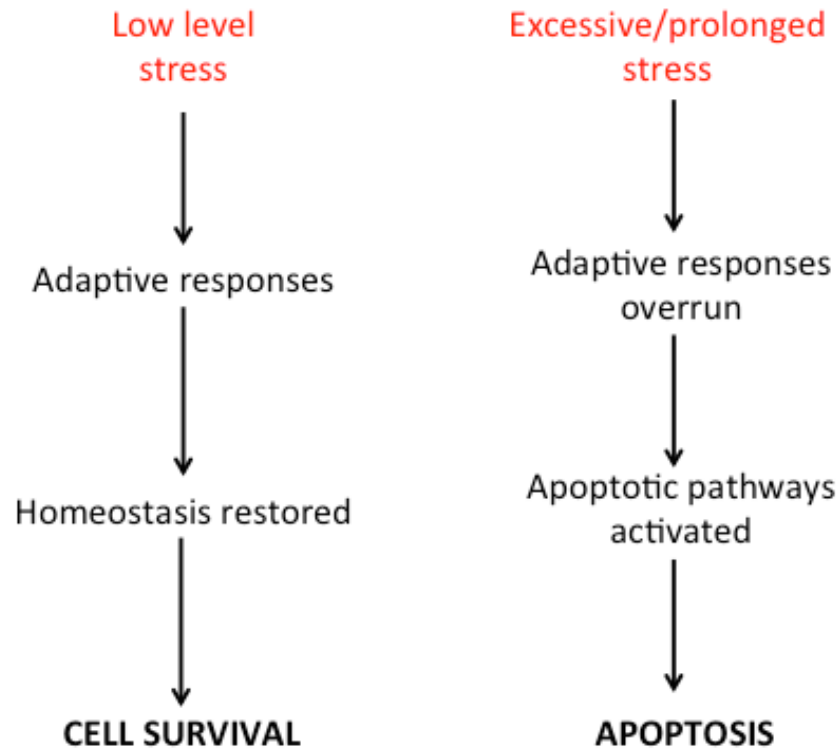 Low level
stress
Adaptive responses
Homeostasis restored
CELL SURVIVAL
Excessive/prolonged
stress
Adaptive responses
overrun
Apoptotic pathways
activated
APOPTOSIS